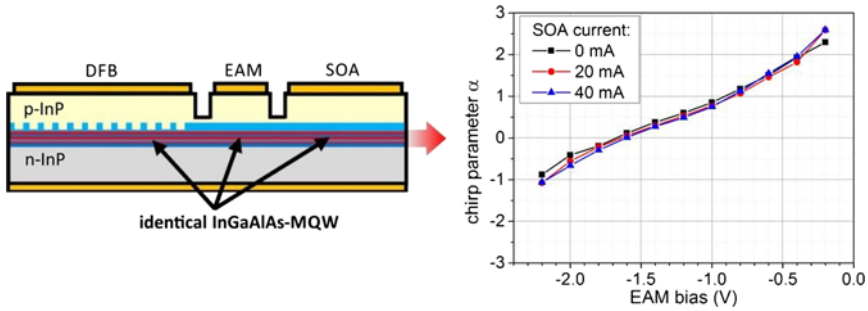 DFB EAM SOA
p-InP
n-InP
identical InGaAlAs-MQW
SOA current:
0 mA
20 mA
40 mA
chirp parameter α
3
2
1
0
-1
-2
-3
-2.0 -1.5 -1.0 -0.5 0.0
EAM bias (V)